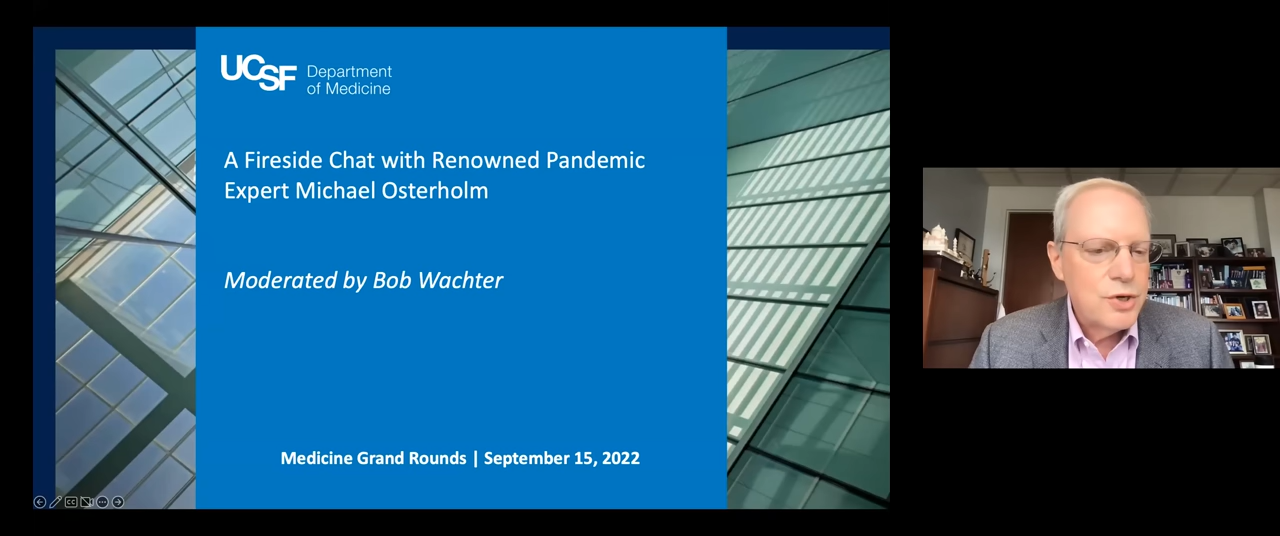 UCSF Department
of Medicine
A Fireside Chat with Renowned Pandemic
Expert Michael Osterholm
Moderated by Bob Wachter
Medicine Grand Rounds | September 15, 2022
CC